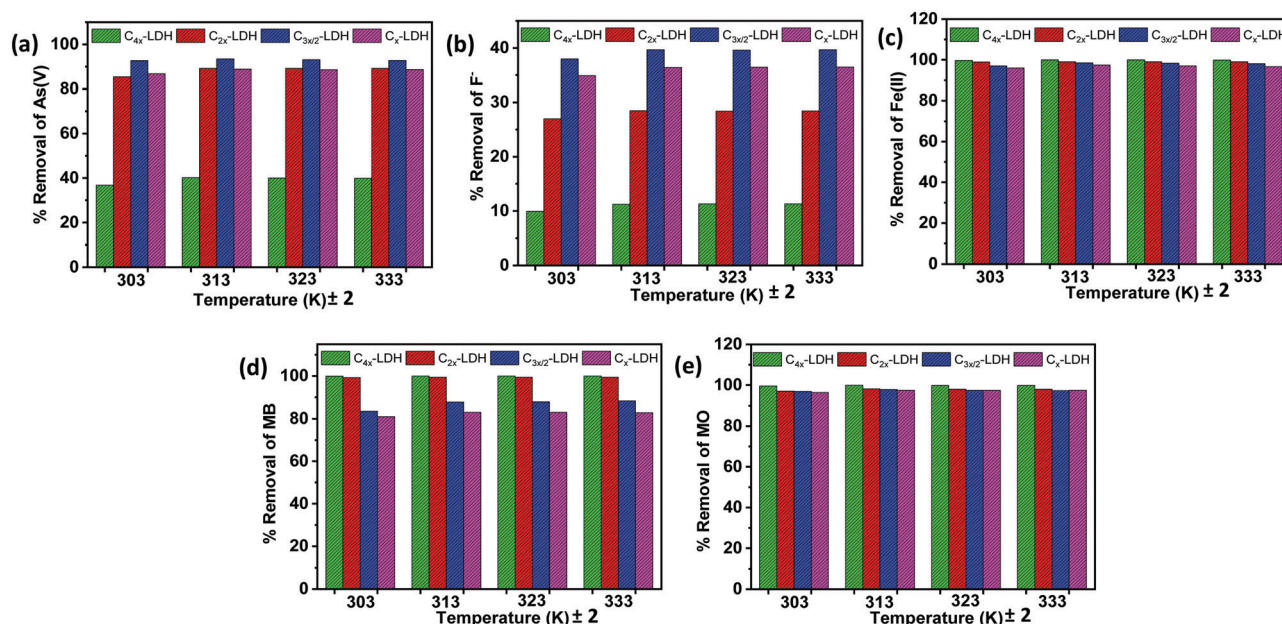 (a)
C4x-LDH C2x-LDH C3x/2-LDH Cx-LDH
% Removal of As(V)
100
80
60
40
20
0
303 313 323 333
Temperature (K) ± 2
(b)
C4x-LDH C2x-LDH C3x/2-LDH Cx-LDH
% Removal of F-
40
30
20
10
0
303 313 323 333
Temperature (K) ± 2
(c)
C4x-LDH C2x-LDH C3x/2-LDH Cx-LDH
% Removal of Fe(II)
120
100
80
60
40
20
0
303 313 323 333
Temperature (K) ± 2
(d)
C4x-LDH C2x-LDH C3x/2-LDH Cx-LDH
% Removal of MB
100
80
60
40
20
0
303 313 323 333
Temperature (K) ± 2
(e)
C4x-LDH C2x-LDH C3x/2-LDH Cx-LDH
% Removal of MO
120
100
80
60
40
20
0
303 313 323 333
Temperature (K) ± 2